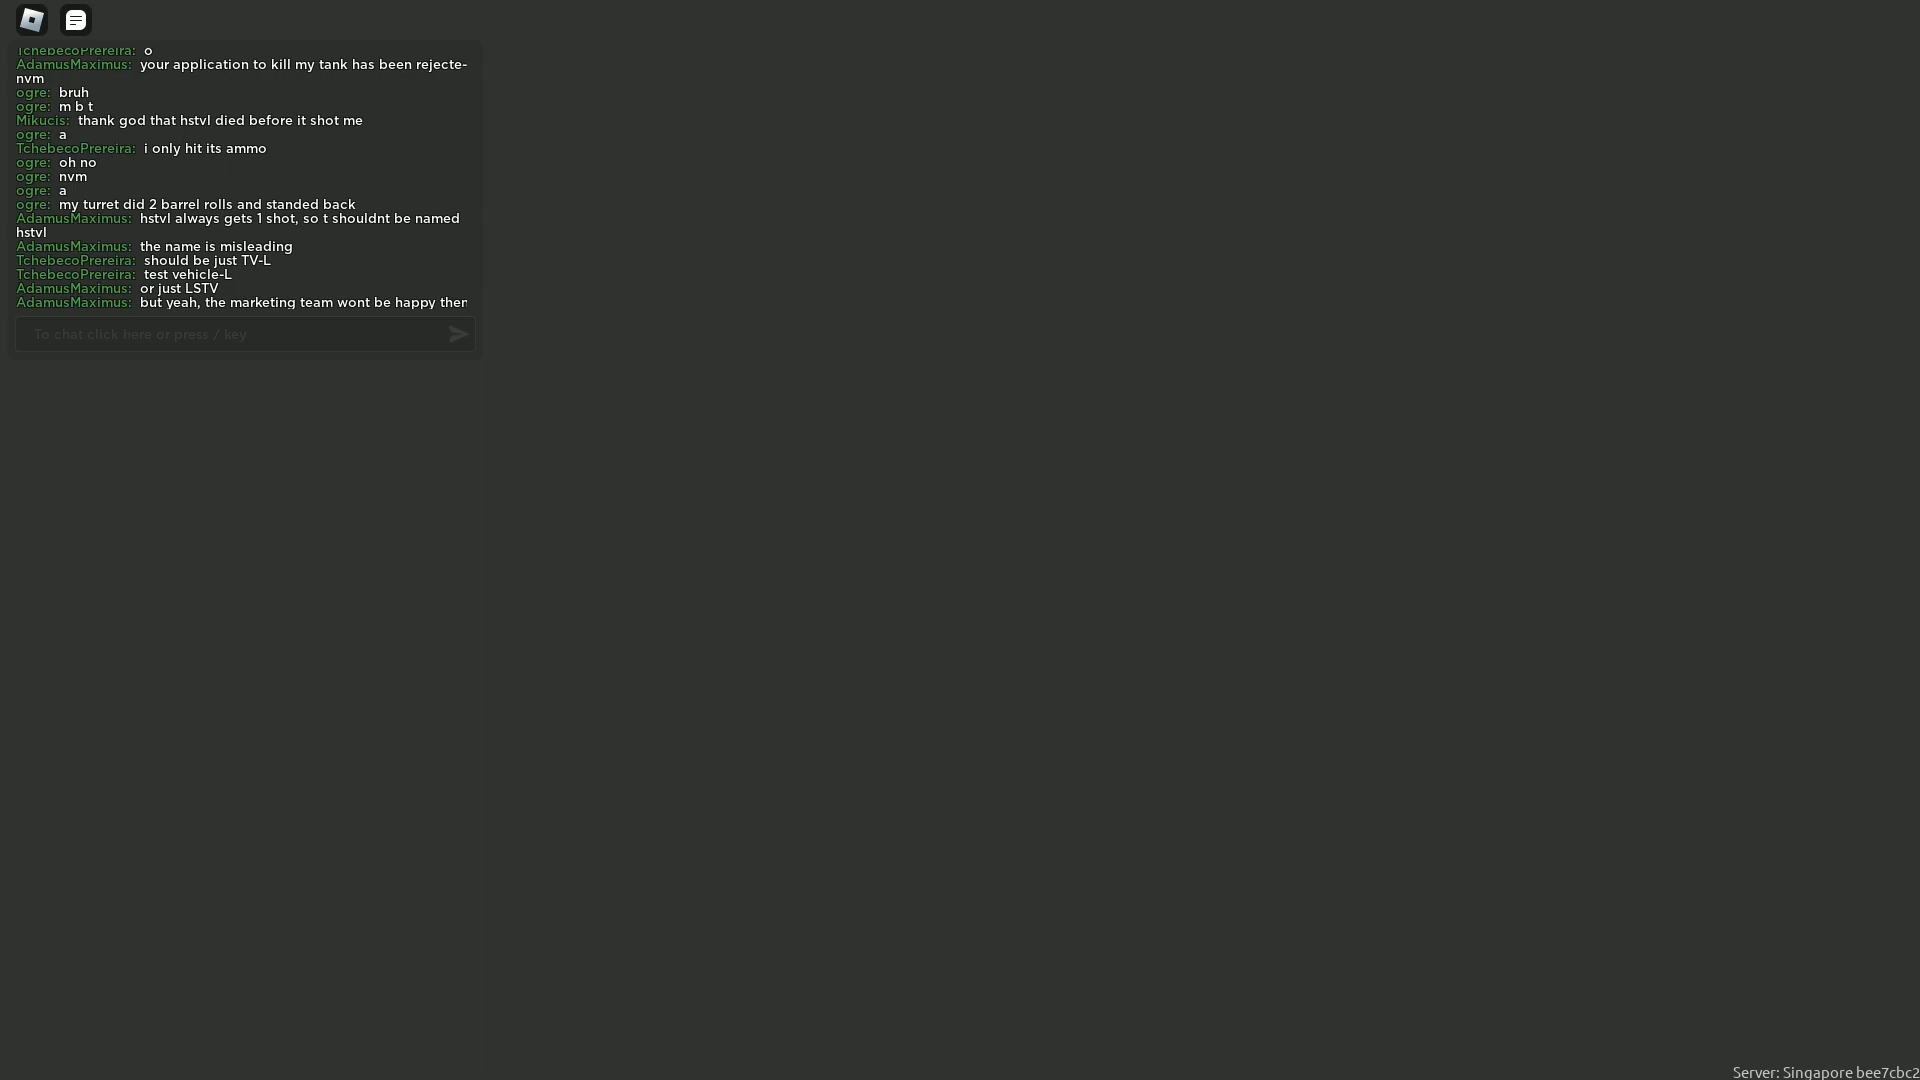 TchebecoPrereira: o
AdamusMaximus: your application to kill my tank has been rejecte-
nvm
ogre: bruh
ogre: m b t
Mikucis: thank god that hstvl died before it shot me
ogre: a
TchebecoPrereira: i only hit its ammo
ogre: oh no
ogre: nvm
ogre: a
ogre: my turret did 2 barrel rolls and standed back
AdamusMaximus: hstvl always gets 1 shot, so t shouldnt be named
hstvl
AdamusMaximus: the name is misleading
TchebecoPrereira: should be just TV-L
TchebecoPrereira: test vehicle-L
AdamusMaximus: or just LSTV
AdamusMaximus: but yeah, the marketing team wont be happy then
To chat click here or press / key
Server: Singapore bee7cbc2